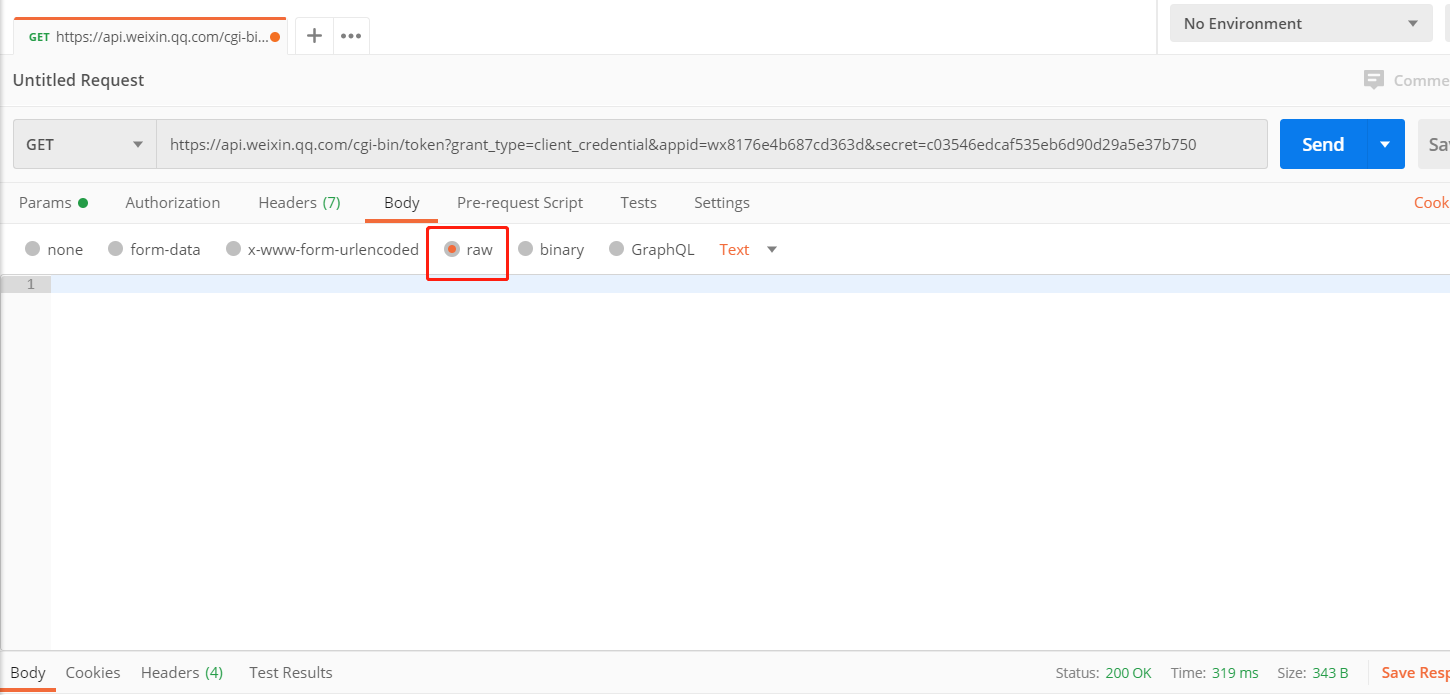 GET https://api.weixin.qq.com/cgi-bi...
No Environment
Untitled Request
Comme
GET https://api.weixin.qq.com/cgi-bin/token?grant_type=client_credential&appid=wx8176e4b687cd363d&secret=c03546edcaf535eb6d90d29a5e37b750 Send Sa
Params Authorization Headers (7) Body Pre-request Script Tests Settings Cook
none form-data x-www-form-urlencoded raw binary GraphQL Text
1
Body Cookies Headers (4) Test Results Status: 200 OK Time: 319 ms Size: 343 B Save Resp